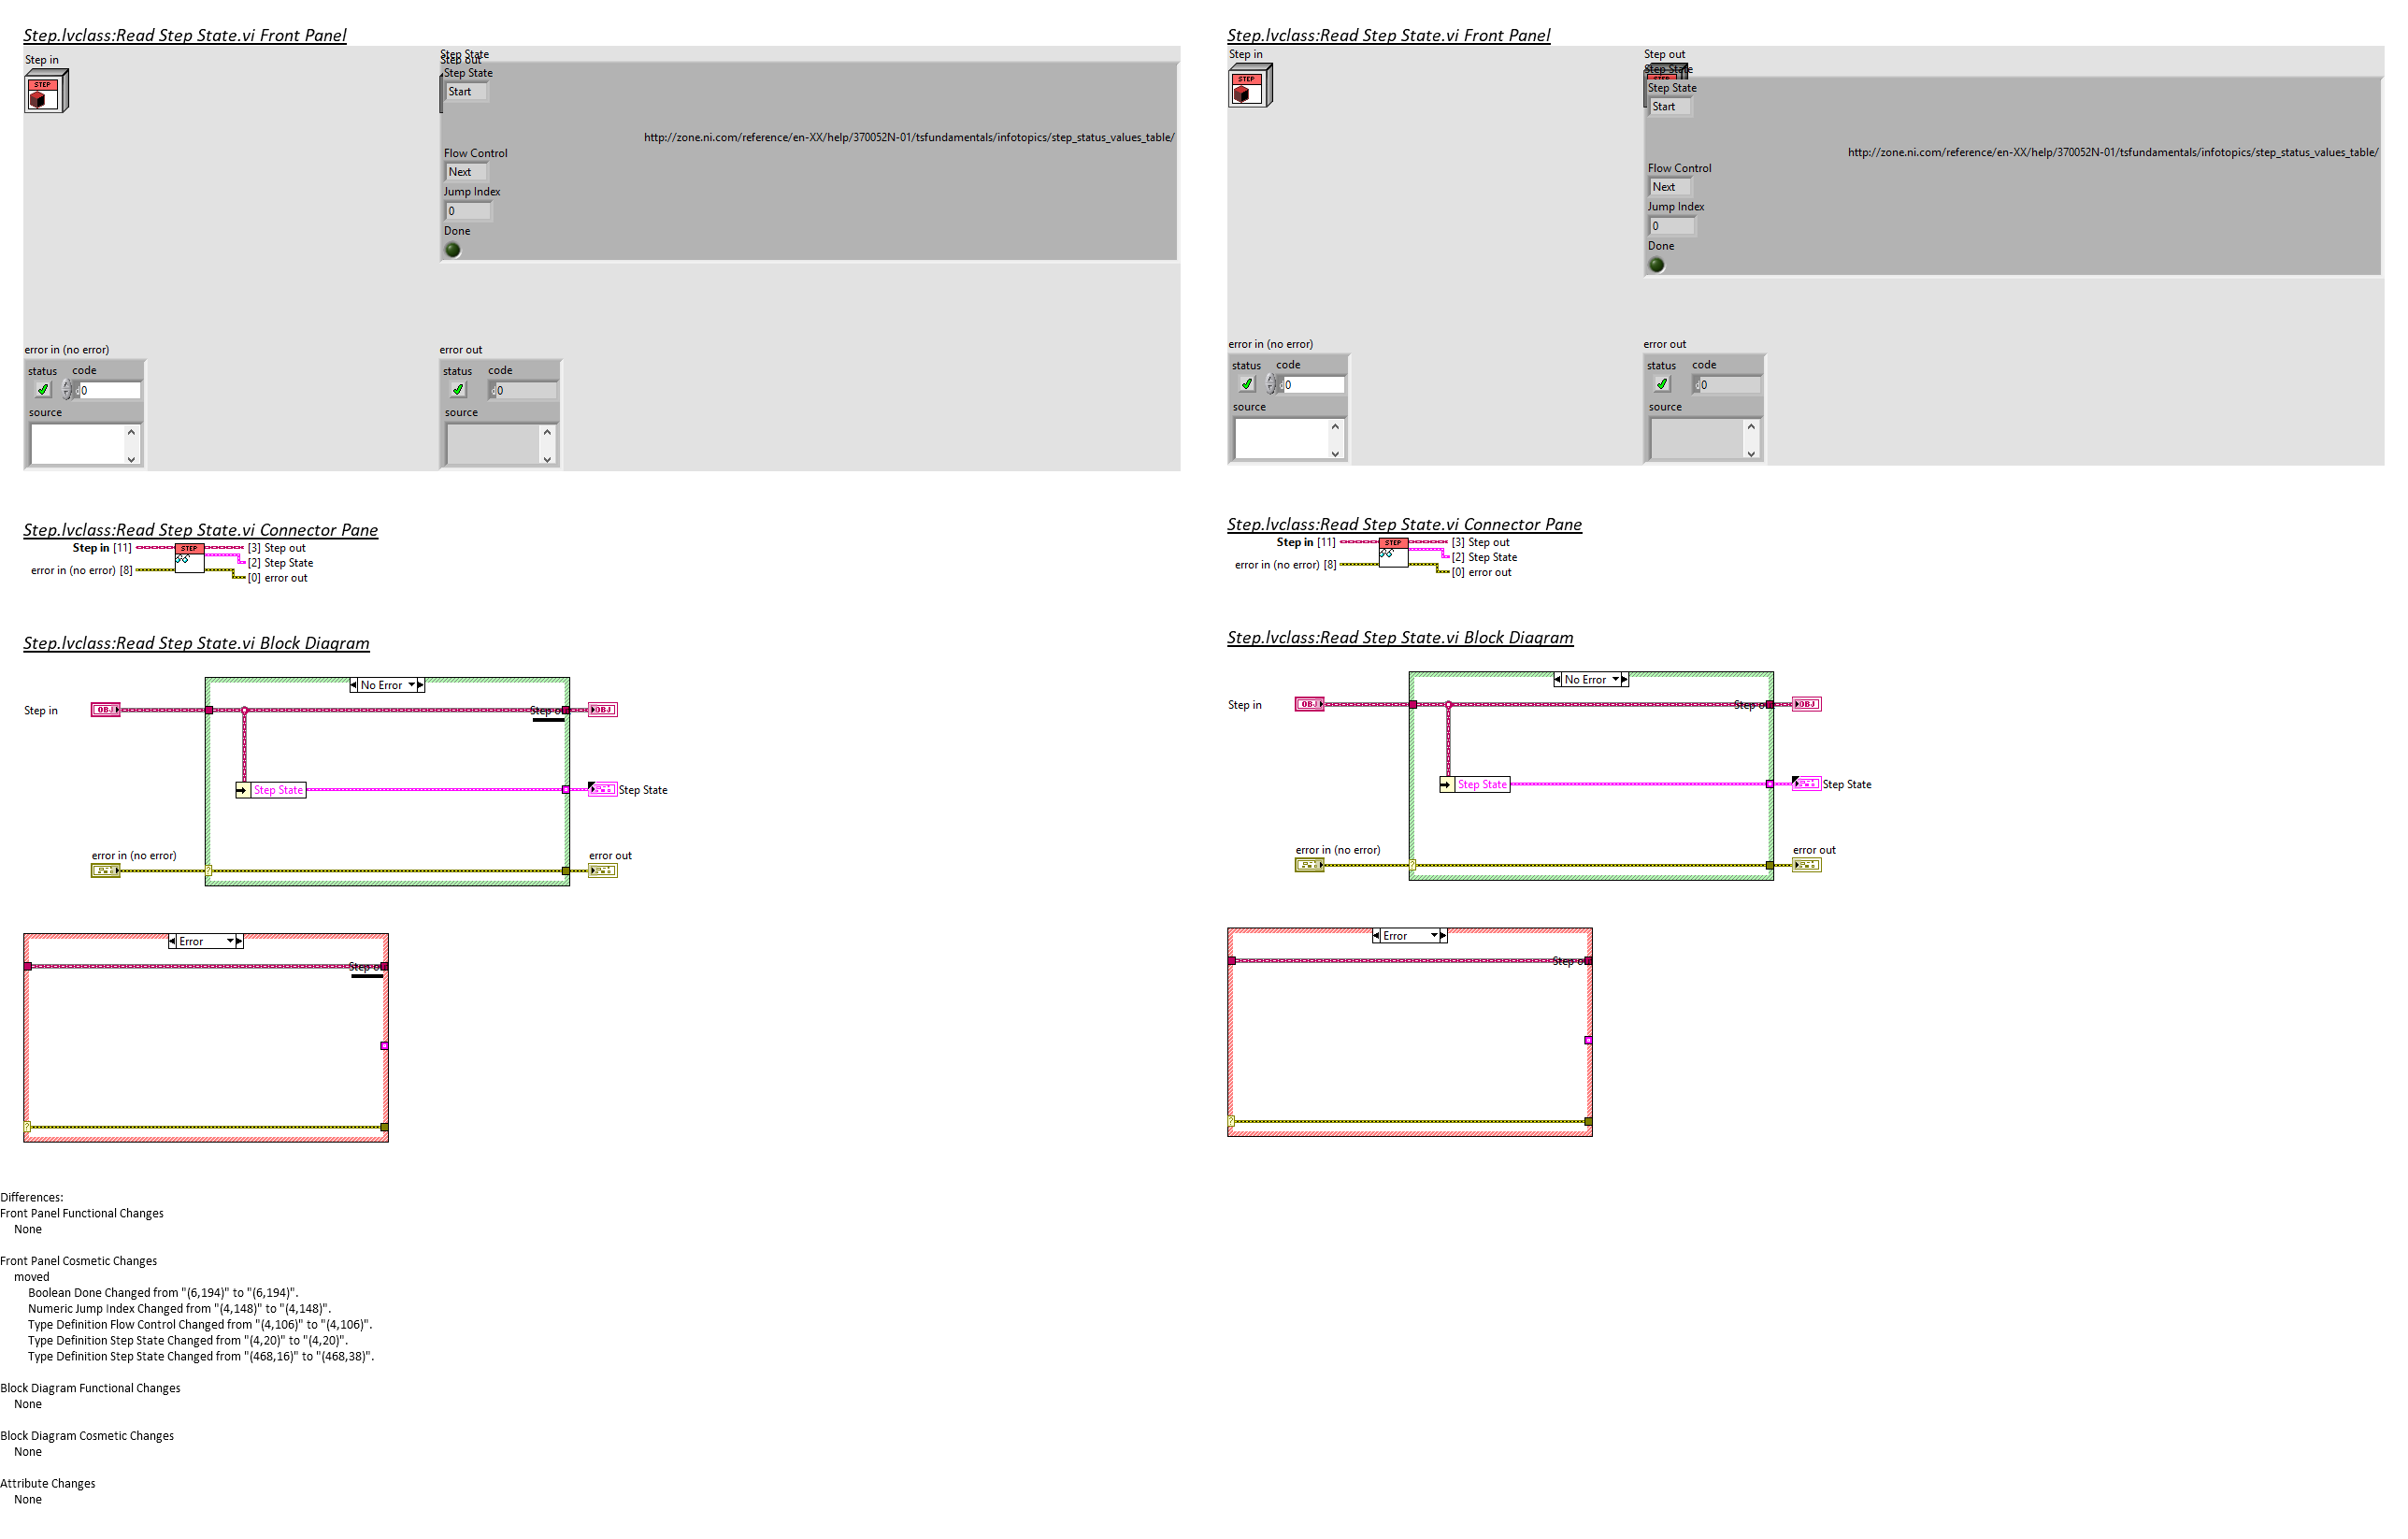 Step.lvclass:Read Step State.vi Front Panel
Step in
STEP
Step State
Step out
Step State
Start
http://zone.ni.com/reference/en-XX/help/370052N-01/tsfundamentals/infotopics/step_status_values_table/
Flow Control
Next
Jump Index
0
Done
error in (no error)
status code
0
source
error out
status code
0
source
Step.lvclass:Read Step State.vi Connector Pane
Step in [11]
STEP
[3] Step out
[2] Step State
error in (no error) [8]
[0] error out
Step.lvclass:Read Step State.vi Block Diagram
No Error
Step in
OBJ
Step o
OBJ
Step State
Step State
error in (no error)
error out
?
Error
Step o
?
Differences:
Front Panel Functional Changes
None
Front Panel Cosmetic Changes
moved
Boolean Done Changed from "(6,194)" to "(6,194)".
Numeric Jump Index Changed from "(4,148)" to "(4,148)".
Type Definition Flow Control Changed from "(4,106)" to "(4,106)".
Type Definition Step State Changed from "(4,20)" to "(4,20)".
Type Definition Step State Changed from "(468,16)" to "(468,38)".
Block Diagram Functional Changes
None
Block Diagram Cosmetic Changes
None
Attribute Changes
None
Step.lvclass:Read Step State.vi Front Panel
Step in
STEP
Step out
Step State
Step State
Start
http://zone.ni.com/reference/en-XX/help/370052N-01/tsfundamentals/infotopics/step_status_values_table/
Flow Control
Next
Jump Index
0
Done
error in (no error)
status code
0
source
error out
status code
0
source
Step.lvclass:Read Step State.vi Connector Pane
Step in [11]
STEP
[3] Step out
[2] Step State
error in (no error) [8]
[0] error out
Step.lvclass:Read Step State.vi Block Diagram
No Error
Step in
OBJ
Step o
OBJ
Step State
Step State
error in (no error)
error out
?
Error
Step o
?